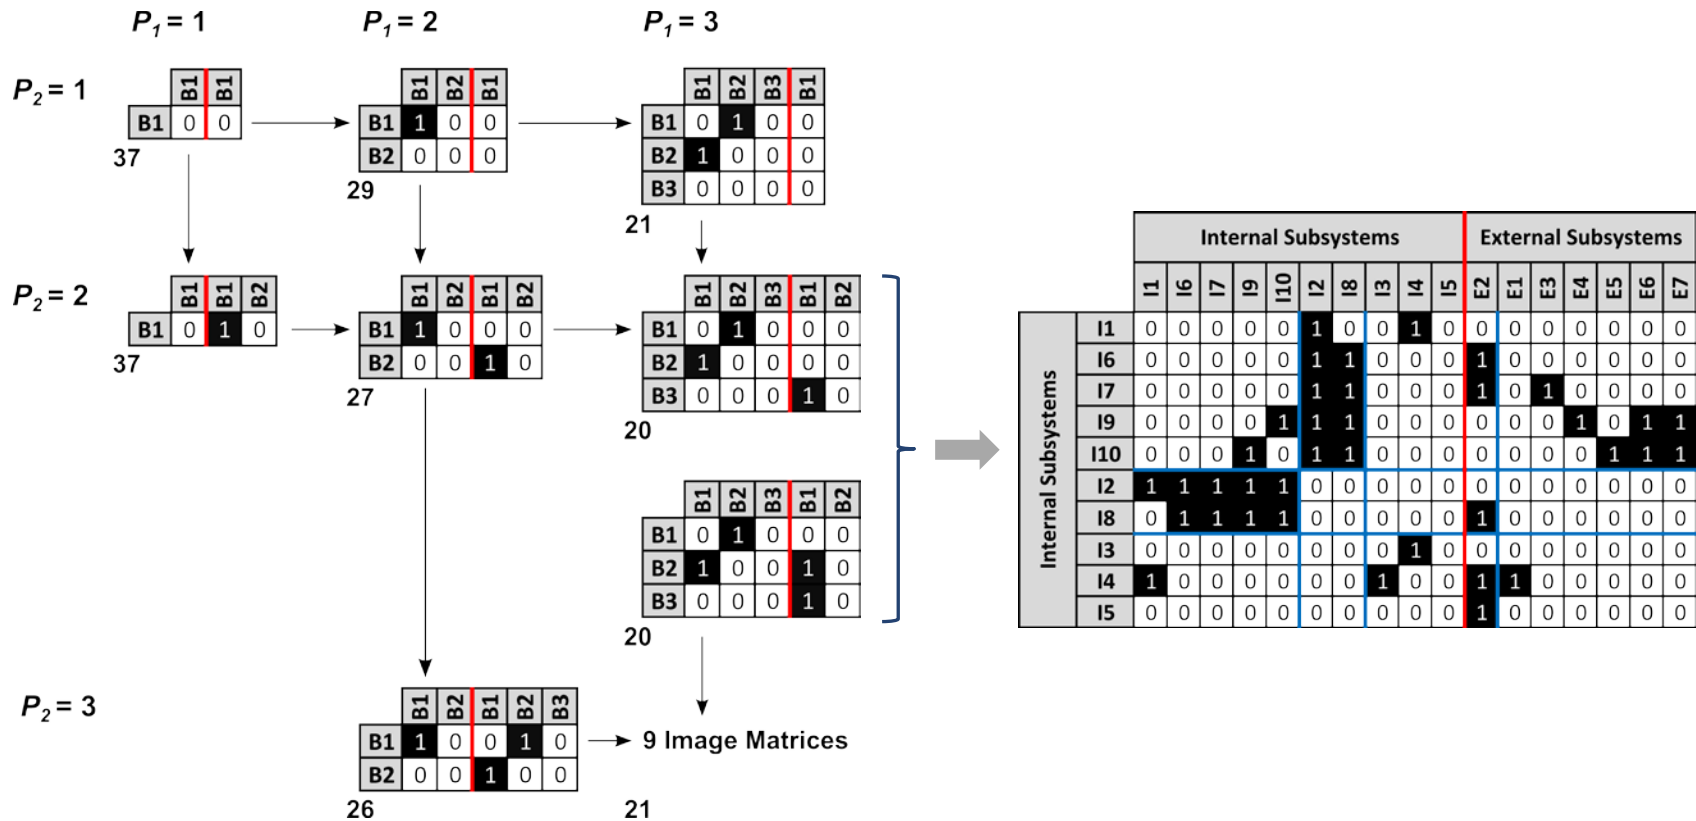 P1 = 1 P1 = 2 P1 = 3
P2 = 1
B1 B1
B1 0 0
37
B1 B2 B1
B1 1 0 0
B2 0 0 0
29
B1 B2 B3 B1
B1 0 1 0 0
B2 1 0 0 0
B3 0 0 0 0
21
P2 = 2
B1 B1 B2
B1 0 1 0
37
B1 B2 B1 B2
B1 1 0 0 0
B2 0 0 1 0
27
B1 B2 B3 B1 B2
B1 0 1 0 0 0
B2 1 0 0 0 0
B3 0 0 0 1 0
20
B1 B2 B3 B1 B2
B1 0 1 0 0 0
B2 1 0 0 1 0
B3 0 0 0 1 0
20
P2 = 3
B1 B2 B1 B2 B3
B1 1 0 0 1 0
B2 0 0 1 0 0
26
9 Image Matrices
21
Internal Subsystems External Subsystems
I1 I6 I7 I9 I10 I2 I8 I3 I4 I5 E2 E1 E3 E4 E5 E6 E7
Internal Subsystems
I1 0 0 0 0 0 1 0 0 1 0 0 0 0 0 0 0 0
I6 0 0 0 0 0 1 1 0 0 0 1 0 0 0 0 0 0
I7 0 0 0 0 0 1 1 0 0 0 1 0 1 0 0 0 0
I9 0 0 0 0 1 1 1 0 0 0 0 0 0 1 0 1 1
I10 0 0 0 1 0 1 1 0 0 0 0 0 0 0 1 1 1
I2 1 1 1 1 1 0 0 0 0 0 0 0 0 0 0 0 0
I8 0 1 1 1 1 0 0 0 0 0 1 0 0 0 0 0 0
I3 0 0 0 0 0 0 0 0 1 0 0 0 0 0 0 0 0
I4 1 0 0 0 0 0 0 1 0 0 1 1 0 0 0 0 0
I5 0 0 0 0 0 0 0 0 0 0 1 0 0 0 0 0 0